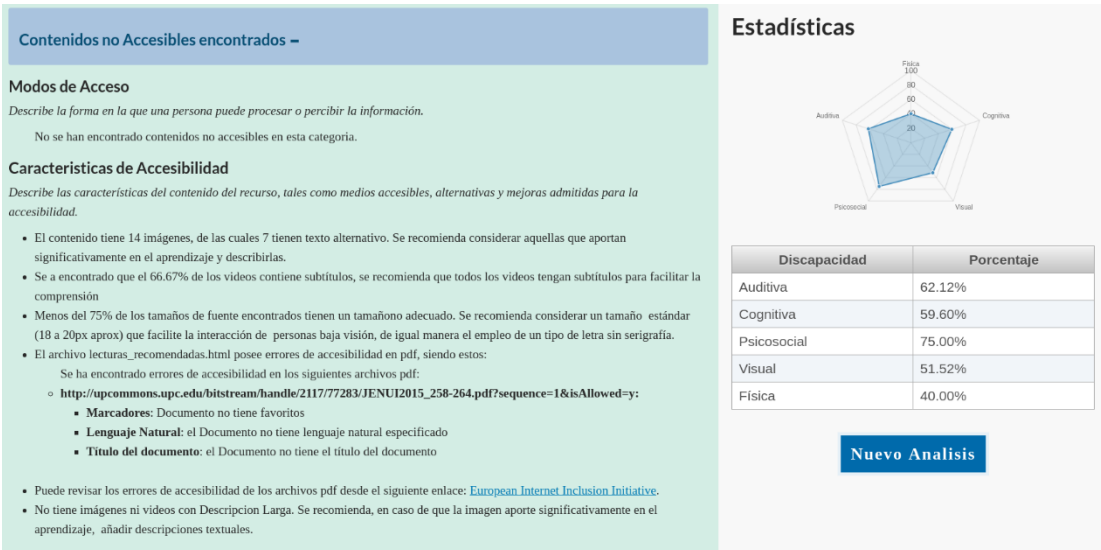 Contenidos no Accesibles encontrados –
Modos de Acceso
Describe la forma en la que una persona puede procesar o percibir la información.
No se han encontrado contenidos no accesibles en esta categoria.
Caracteristicas de Accesibilidad
Describe las características del contenido del recurso, tales como medios accesibles, alternativas y mejoras admitidas para la
accesibilidad.
• El contenido tiene 14 imágenes, de las cuales 7 tienen texto alternativo. Se recomienda considerar aquellas que aportan
significativamente en el aprendizaje y describirlas.
• Se a encontrado que el 66.67% de los videos contiene subtítulos, se recomienda que todos los videos tengan subtítulos para facilitar la
comprensión
• Menos del 75% de los tamaños de fuente encontrados tienen un tamañono adecuado. Se recomienda considerar un tamaño estándar
(18 a 20px aprox) que facilite la interacción de personas baja visión, de igual manera el empleo de un tipo de letra sin serigrafía.
• El archivo lecturas_recomendadas.html posee errores de accesibilidad en pdf, siendo estos:
Se ha encontrado errores de accesibilidad en los siguientes archivos pdf:
◦ http://upcommons.upc.edu/bitstream/handle/2117/77283/JENUI2015_258-264.pdf?sequence=1&isAllowed=y:
▪ Marcadores: Documento no tiene favoritos
▪ Lenguaje Natural: el Documento no tiene lenguaje natural especificado
▪ Título del documento: el Documento no tiene el título del documento
• Puede revisar los errores de accesibilidad de los archivos pdf desde el siguiente enlace: European Internet Inclusion Initiative.
• No tiene imágenes ni videos con Descripcion Larga. Se recomienda, en caso de que la imagen aporte significativamente en el
aprendizaje, añadir descripciones textuales.
Estadísticas
Física
100
80
60
40
20
Auditiva
Cognitiva
Psicosocial
Visual
Discapacidad Porcentaje
Auditiva 62.12%
Cognitiva 59.60%
Psicosocial 75.00%
Visual 51.52%
Física 40.00%
Nuevo Analisis